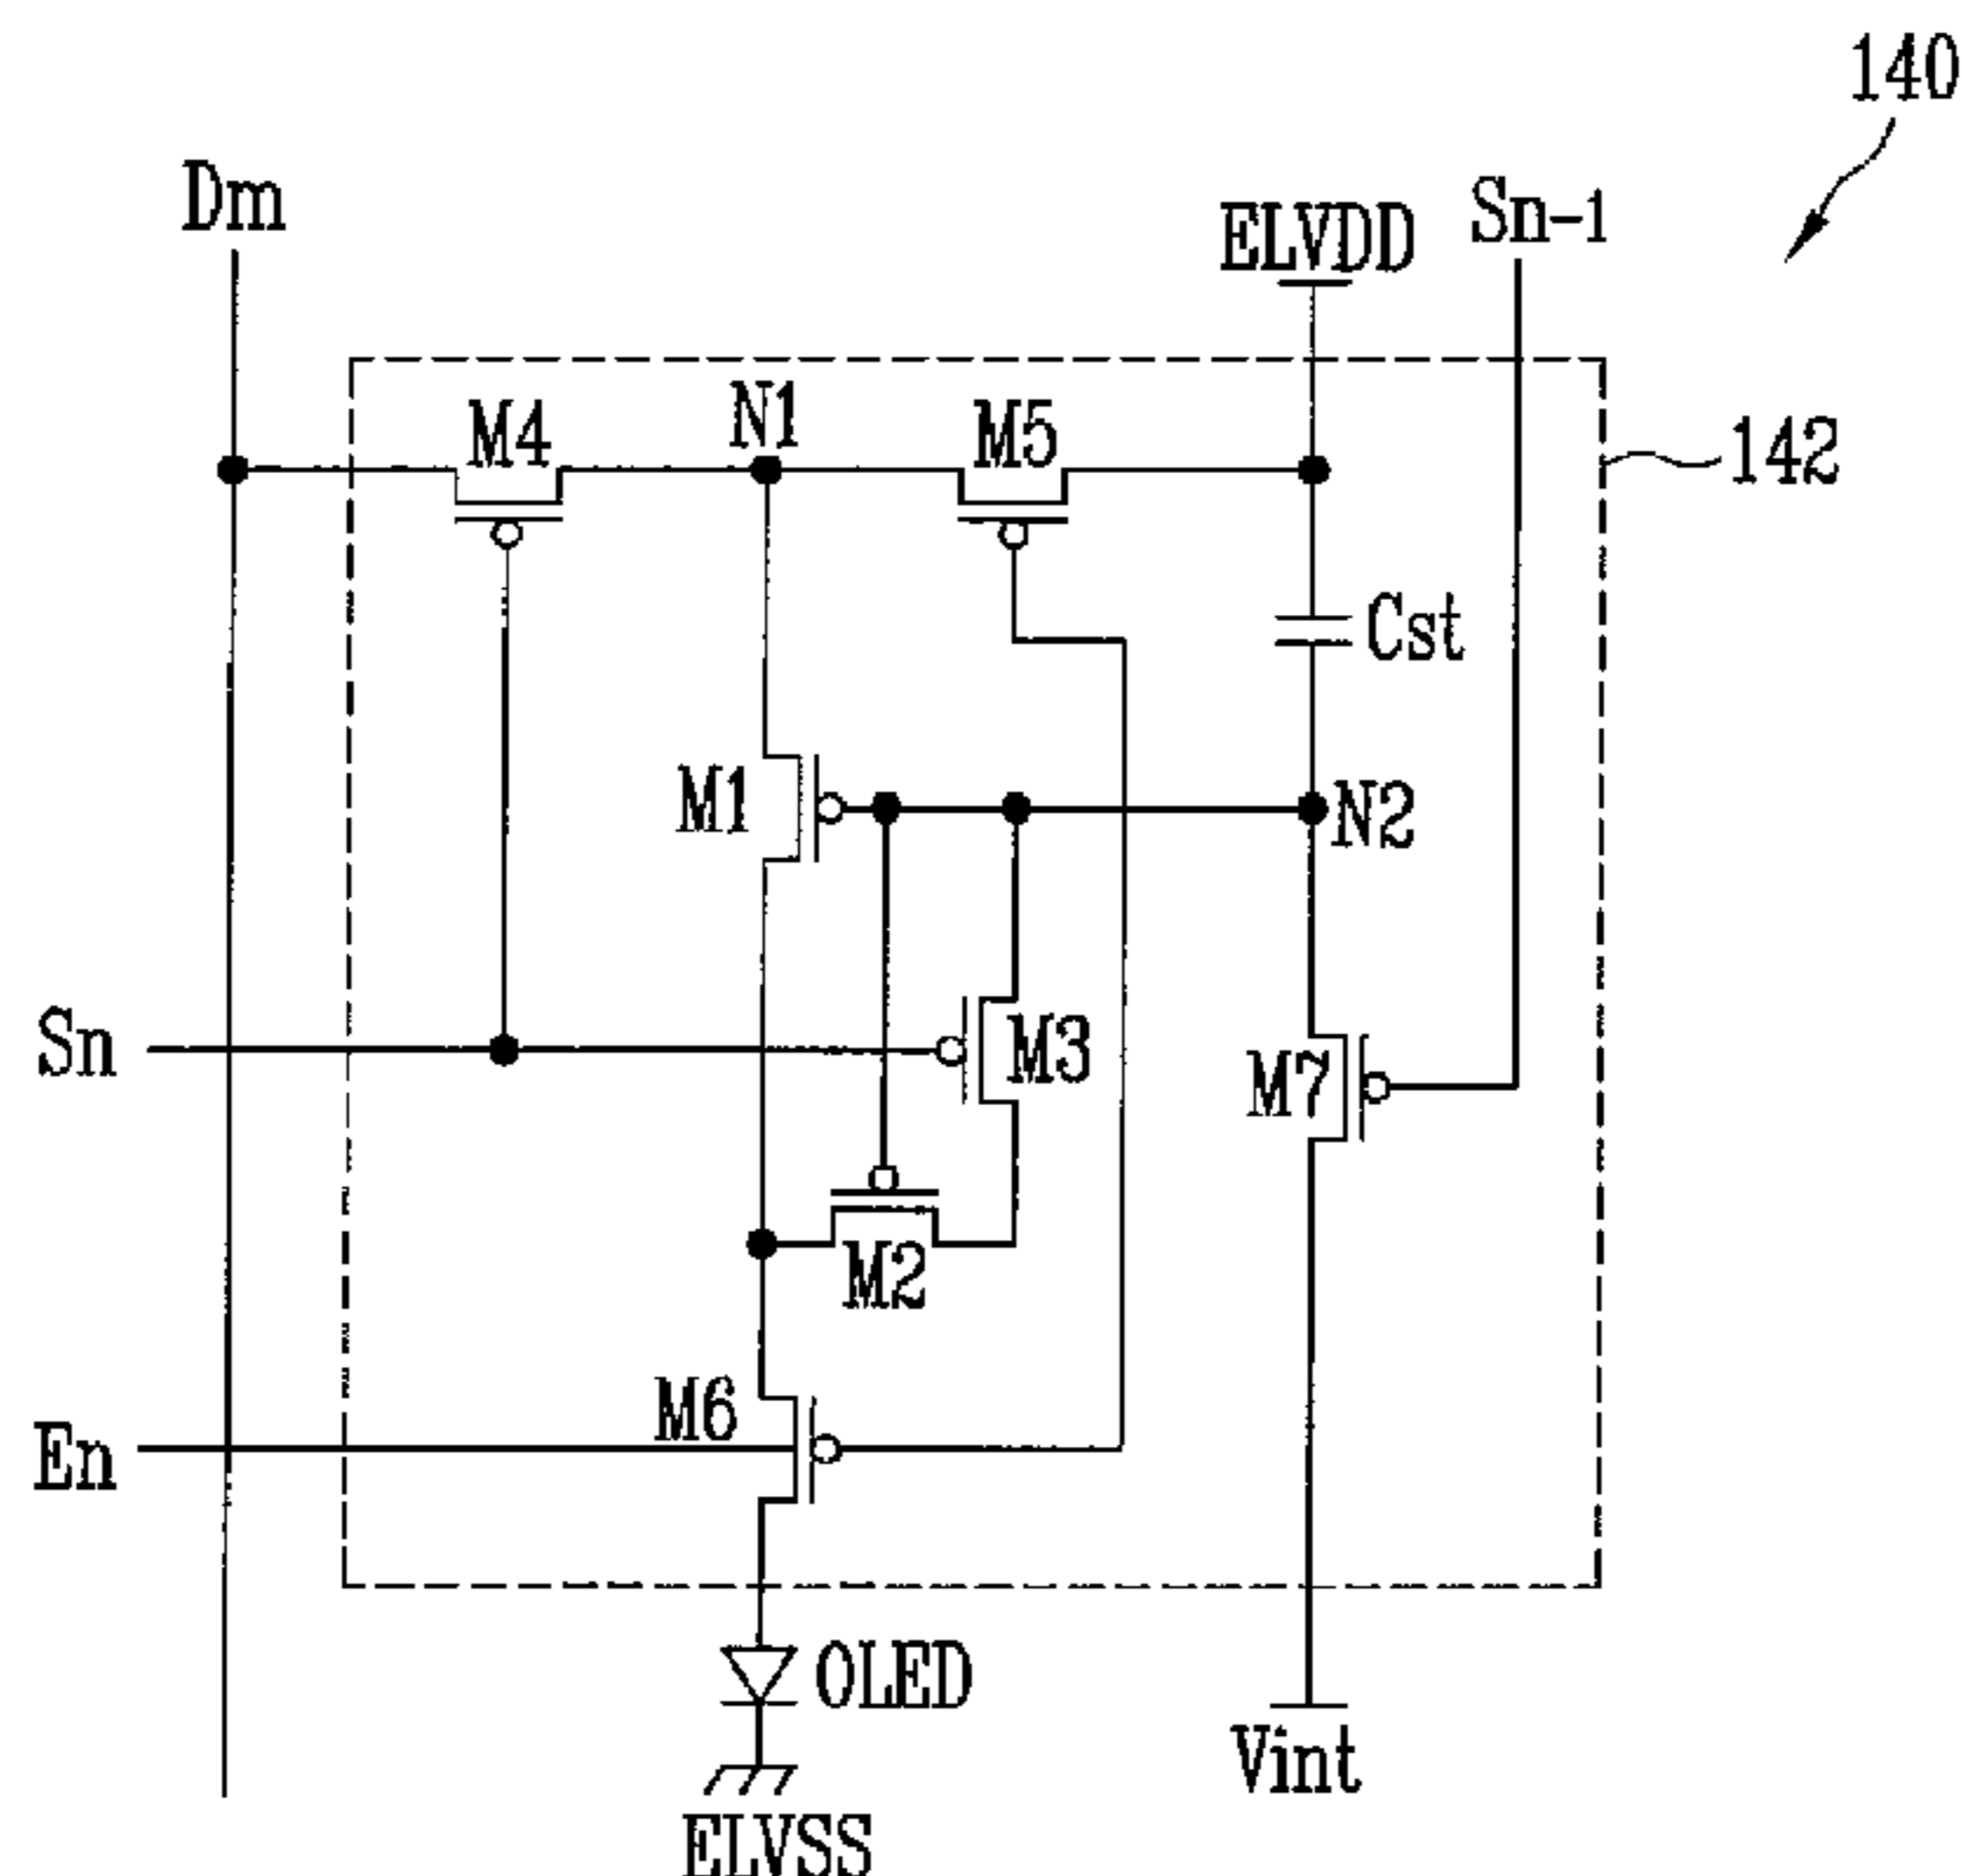 140
Dm
ELVDD
Sn-1
M4
N1
M5
142
Cst
M1
N2
Sn
M3
M7
M2
M6
En
OLED
Vint
ELVSS